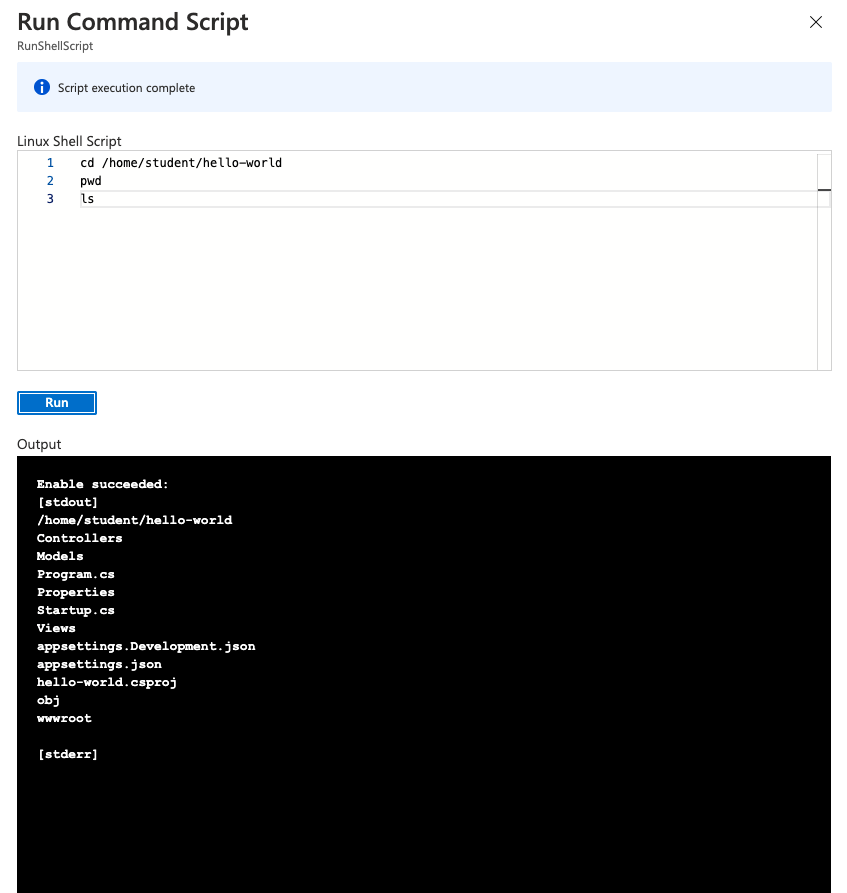 Run Command Script
RunShellScript
Script execution complete
Linux Shell Script
1 cd /home/student/hello-world
2 pwd
3 ls
Run
Output
Enable succeeded:
[stdout]
/home/student/hello-world
Controllers
Models
Program.cs
Properties
Startup.cs
Views
appsettings.Development.json
appsettings.json
hello-world.csproj
obj
wwwroot
[stderr]